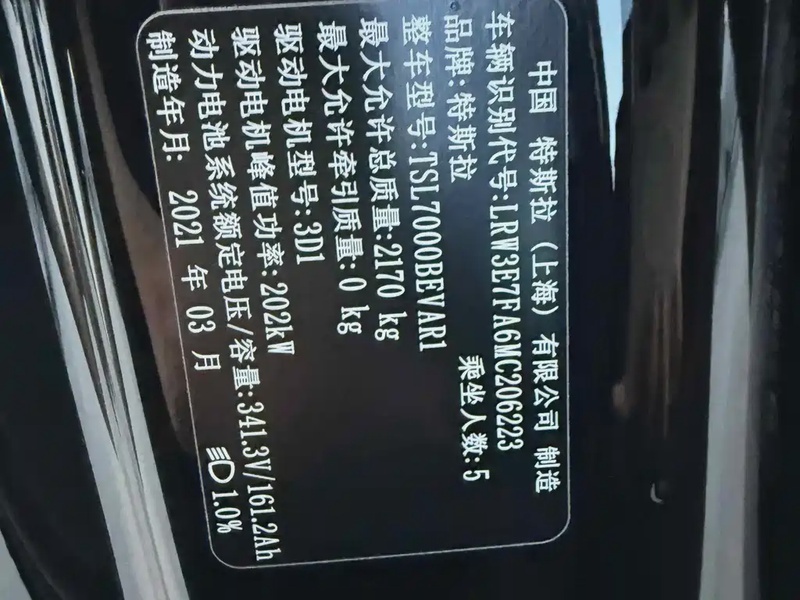 中国 特斯拉（上海）有限公司 制造
车辆识别代号:LRW3E7FA6MC206223
品牌:特斯拉 乘坐人数:5
整车型号:TSL7000BEVAR1
最大允许总质量:2170 kg
最大允许牵引质量: 0 kg
驱动电机型号:3D1
驱动电机峰值功率:202kW
动力电池系统额定电压/容量:341.3V/161.2Ah
制造年月: 2021 年 03 月 1.0%